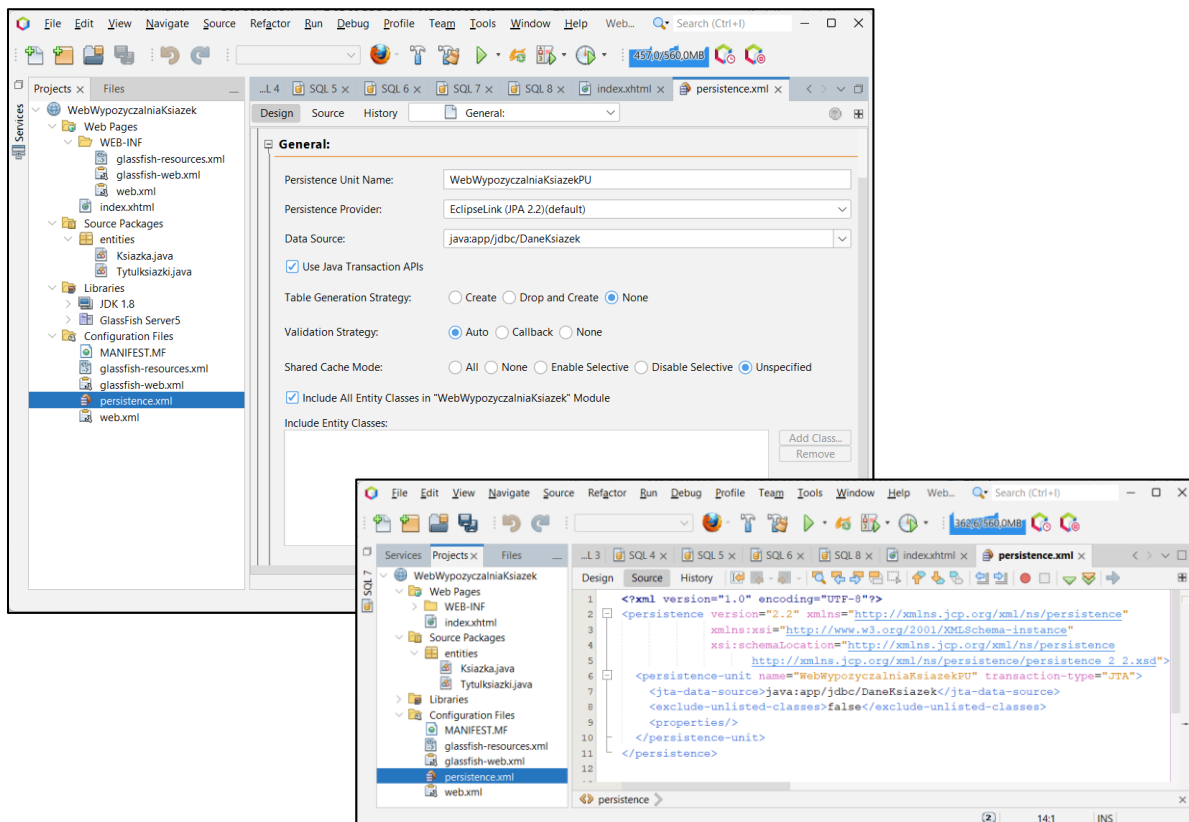 File Edit View Navigate Source Refactor Run Debug Profile Team Tools Window Help Web... Search (Ctrl+I)
457,0/560,0MB
Projects Files
Services
WebWypozyczalniaKsiazek
Web Pages
WEB-INF
glassfish-resources.xml
glassfish-web.xml
web.xml
index.xhtml
Source Packages
entities
Ksiazka.java
Tytulksiazki.java
Libraries
JDK 1.8
GlassFish Server5
Configuration Files
MANIFEST.MF
glassfish-resources.xml
glassfish-web.xml
persistence.xml
web.xml
...L 4 SQL 5 SQL 6 SQL 7 SQL 8 index.xhtml persistence.xml
Design Source History General:
General:
Persistence Unit Name: WebWypozyczalniaKsiazekPU
Persistence Provider: EclipseLink (JPA 2.2)(default)
Data Source: java:app/jdbc/DaneKsiazek
Use Java Transaction APIs
Table Generation Strategy: Create Drop and Create None
Validation Strategy: Auto Callback None
Shared Cache Mode: All None Enable Selective Disable Selective Unspecified
Include All Entity Classes in "WebWypozyczalniaKsiazek" Module
Include Entity Classes:
Add Class...
Remove
File Edit View Navigate Source Refactor Run Debug Profile Team Tools Window Help Web... Search (Ctrl+I)
362,6/560,0MB
Services Projects Files
SQL 7
WebWypozyczalniaKsiazek
Web Pages
WEB-INF
index.xhtml
Source Packages
entities
Ksiazka.java
Tytulksiazki.java
Libraries
Configuration Files
MANIFEST.MF
glassfish-resources.xml
glassfish-web.xml
persistence.xml
web.xml
...L 3 SQL 4 SQL 5 SQL 6 SQL 8 index.xhtml persistence.xml
Design Source History
1 <?xml version="1.0" encoding="UTF-8"?>
2 <persistence version="2.2" xmlns="http://xmlns.jcp.org/xml/ns/persistence"
3 xmlns:xsi="http://www.w3.org/2001/XMLSchema-instance"
4 xsi:schemaLocation="http://xmlns.jcp.org/xml/ns/persistence
5 http://xmlns.jcp.org/xml/ns/persistence/persistence_2_2.xsd">
6 <persistence-unit name="WebWypozyczalniaKsiazekPU" transaction-type="JTA">
7 <jta-data-source>java:app/jdbc/DaneKsiazek</jta-data-source>
8 <exclude-unlisted-classes>false</exclude-unlisted-classes>
9 <properties/>
10 </persistence-unit>
11 </persistence>
12
persistence
2 14:1 INS